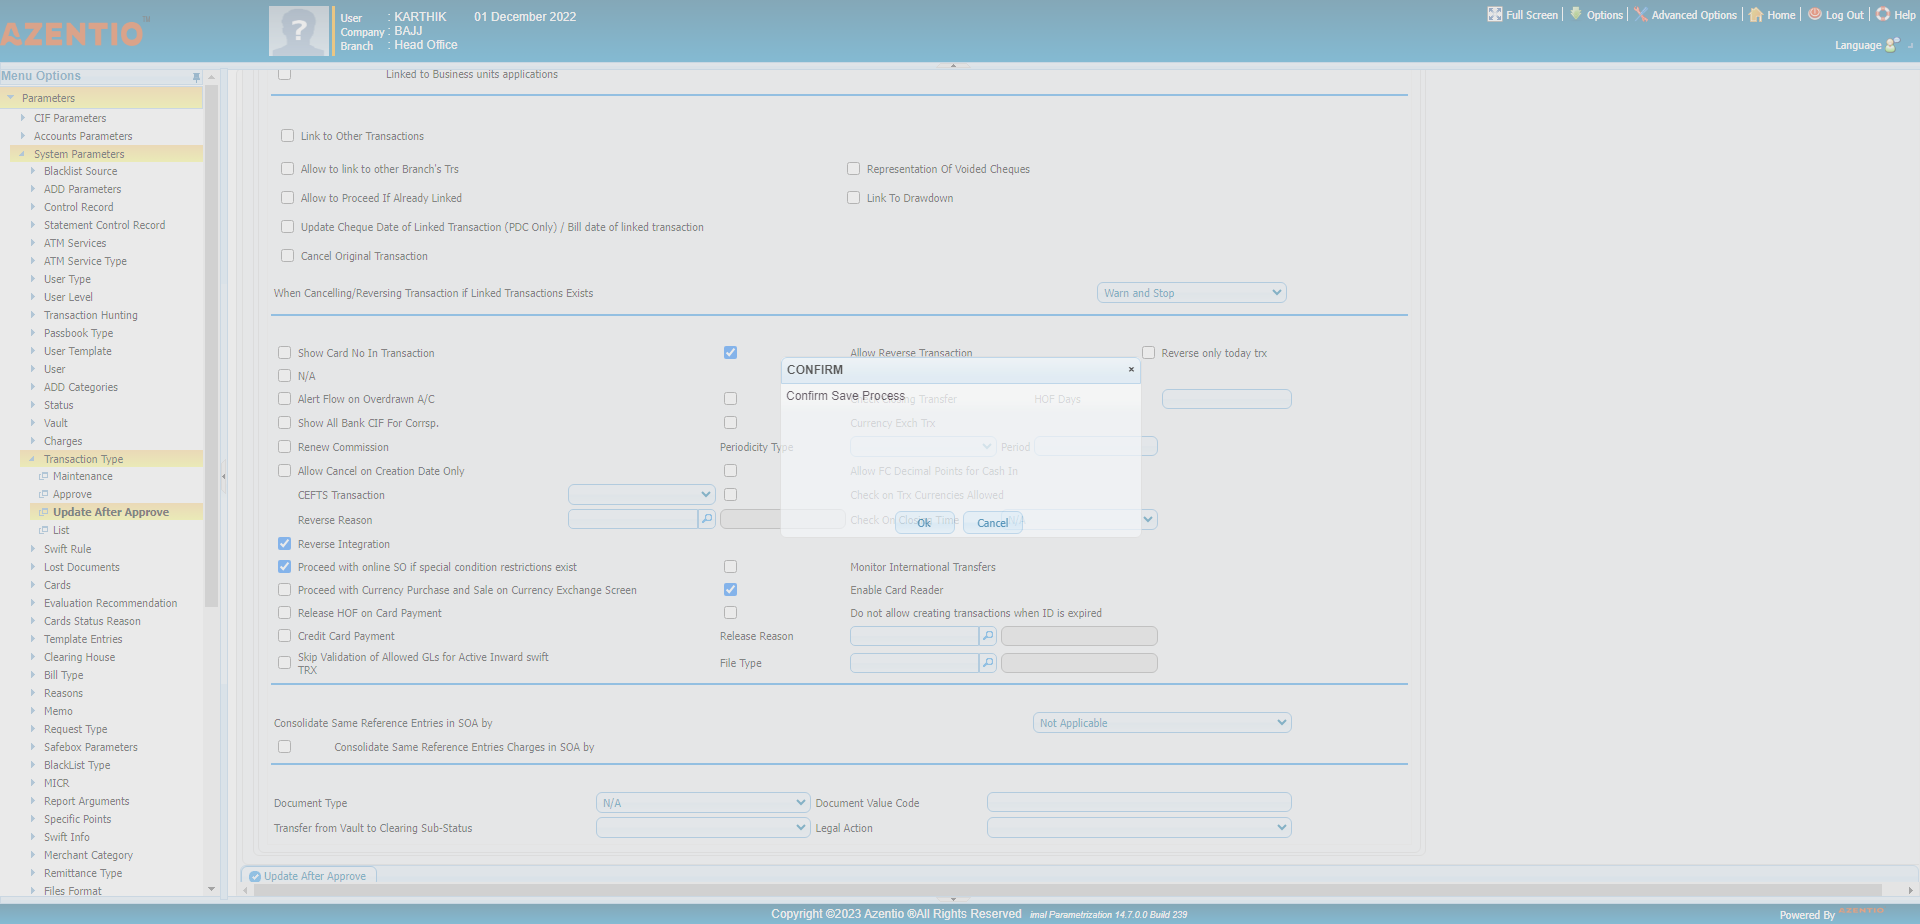 AZENTIO
TM
User : KARTHIK 01 December 2022
Company : BAJJ
Branch : Head Office
Full Screen Options Advanced Options Home Log Out Help
Language
Menu Options
Parameters
CIF Parameters
Accounts Parameters
System Parameters
Blacklist Source
ADD Parameters
Control Record
Statement Control Record
ATM Services
ATM Service Type
User Type
User Level
Transaction Hunting
Passbook Type
User Template
User
ADD Categories
Status
Vault
Charges
Transaction Type
Maintenance
Approve
Update After Approve
List
Swift Rule
Lost Documents
Cards
Evaluation Recommendation
Cards Status Reason
Template Entries
Clearing House
Bill Type
Reasons
Memo
Request Type
Safebox Parameters
BlackList Type
MICR
Report Arguments
Specific Points
Swift Info
Merchant Category
Remittance Type
Files Format
Linked to Business units applications
Link to Other Transactions
Allow to link to other Branch's Trs Representation Of Voided Cheques
Allow to Proceed If Already Linked Link To Drawdown
Update Cheque Date of Linked Transaction (PDC Only) / Bill date of linked transaction
Cancel Original Transaction
When Cancelling/Reversing Transaction if Linked Transactions Exists Warn and Stop
Show Card No In Transaction Allow Reverse Transaction Reverse only today trx
N/A
CONFIRM
Confirm Save Process
Ok Cancel
Alert Flow on Overdrawn A/C Transfer HOF Days
Show All Bank CIF For Corrsp. Currency Exch Trx
Renew Commission Periodicity Type Period
Allow Cancel on Creation Date Only Allow FC Decimal Points for Cash In
CEFTS Transaction Check on Trx Currencies Allowed
Reverse Reason Check On Closing Time N/A
Reverse Integration
Proceed with online SO if special condition restrictions exist Monitor International Transfers
Proceed with Currency Purchase and Sale on Currency Exchange Screen Enable Card Reader
Release HOF on Card Payment Do not allow creating transactions when ID is expired
Credit Card Payment Release Reason
Skip Validation of Allowed GLs for Active Inward swift
TRX
File Type
Consolidate Same Reference Entries in SOA by Not Applicable
Consolidate Same Reference Entries Charges in SOA by
Document Type N/A Document Value Code
Transfer from Vault to Clearing Sub-Status Legal Action
Update After Approve
Copyright ©2023 Azentio ®All Rights Reserved imal Parametrization 14.7.0.0 Build 239
Powered By AZENTIO